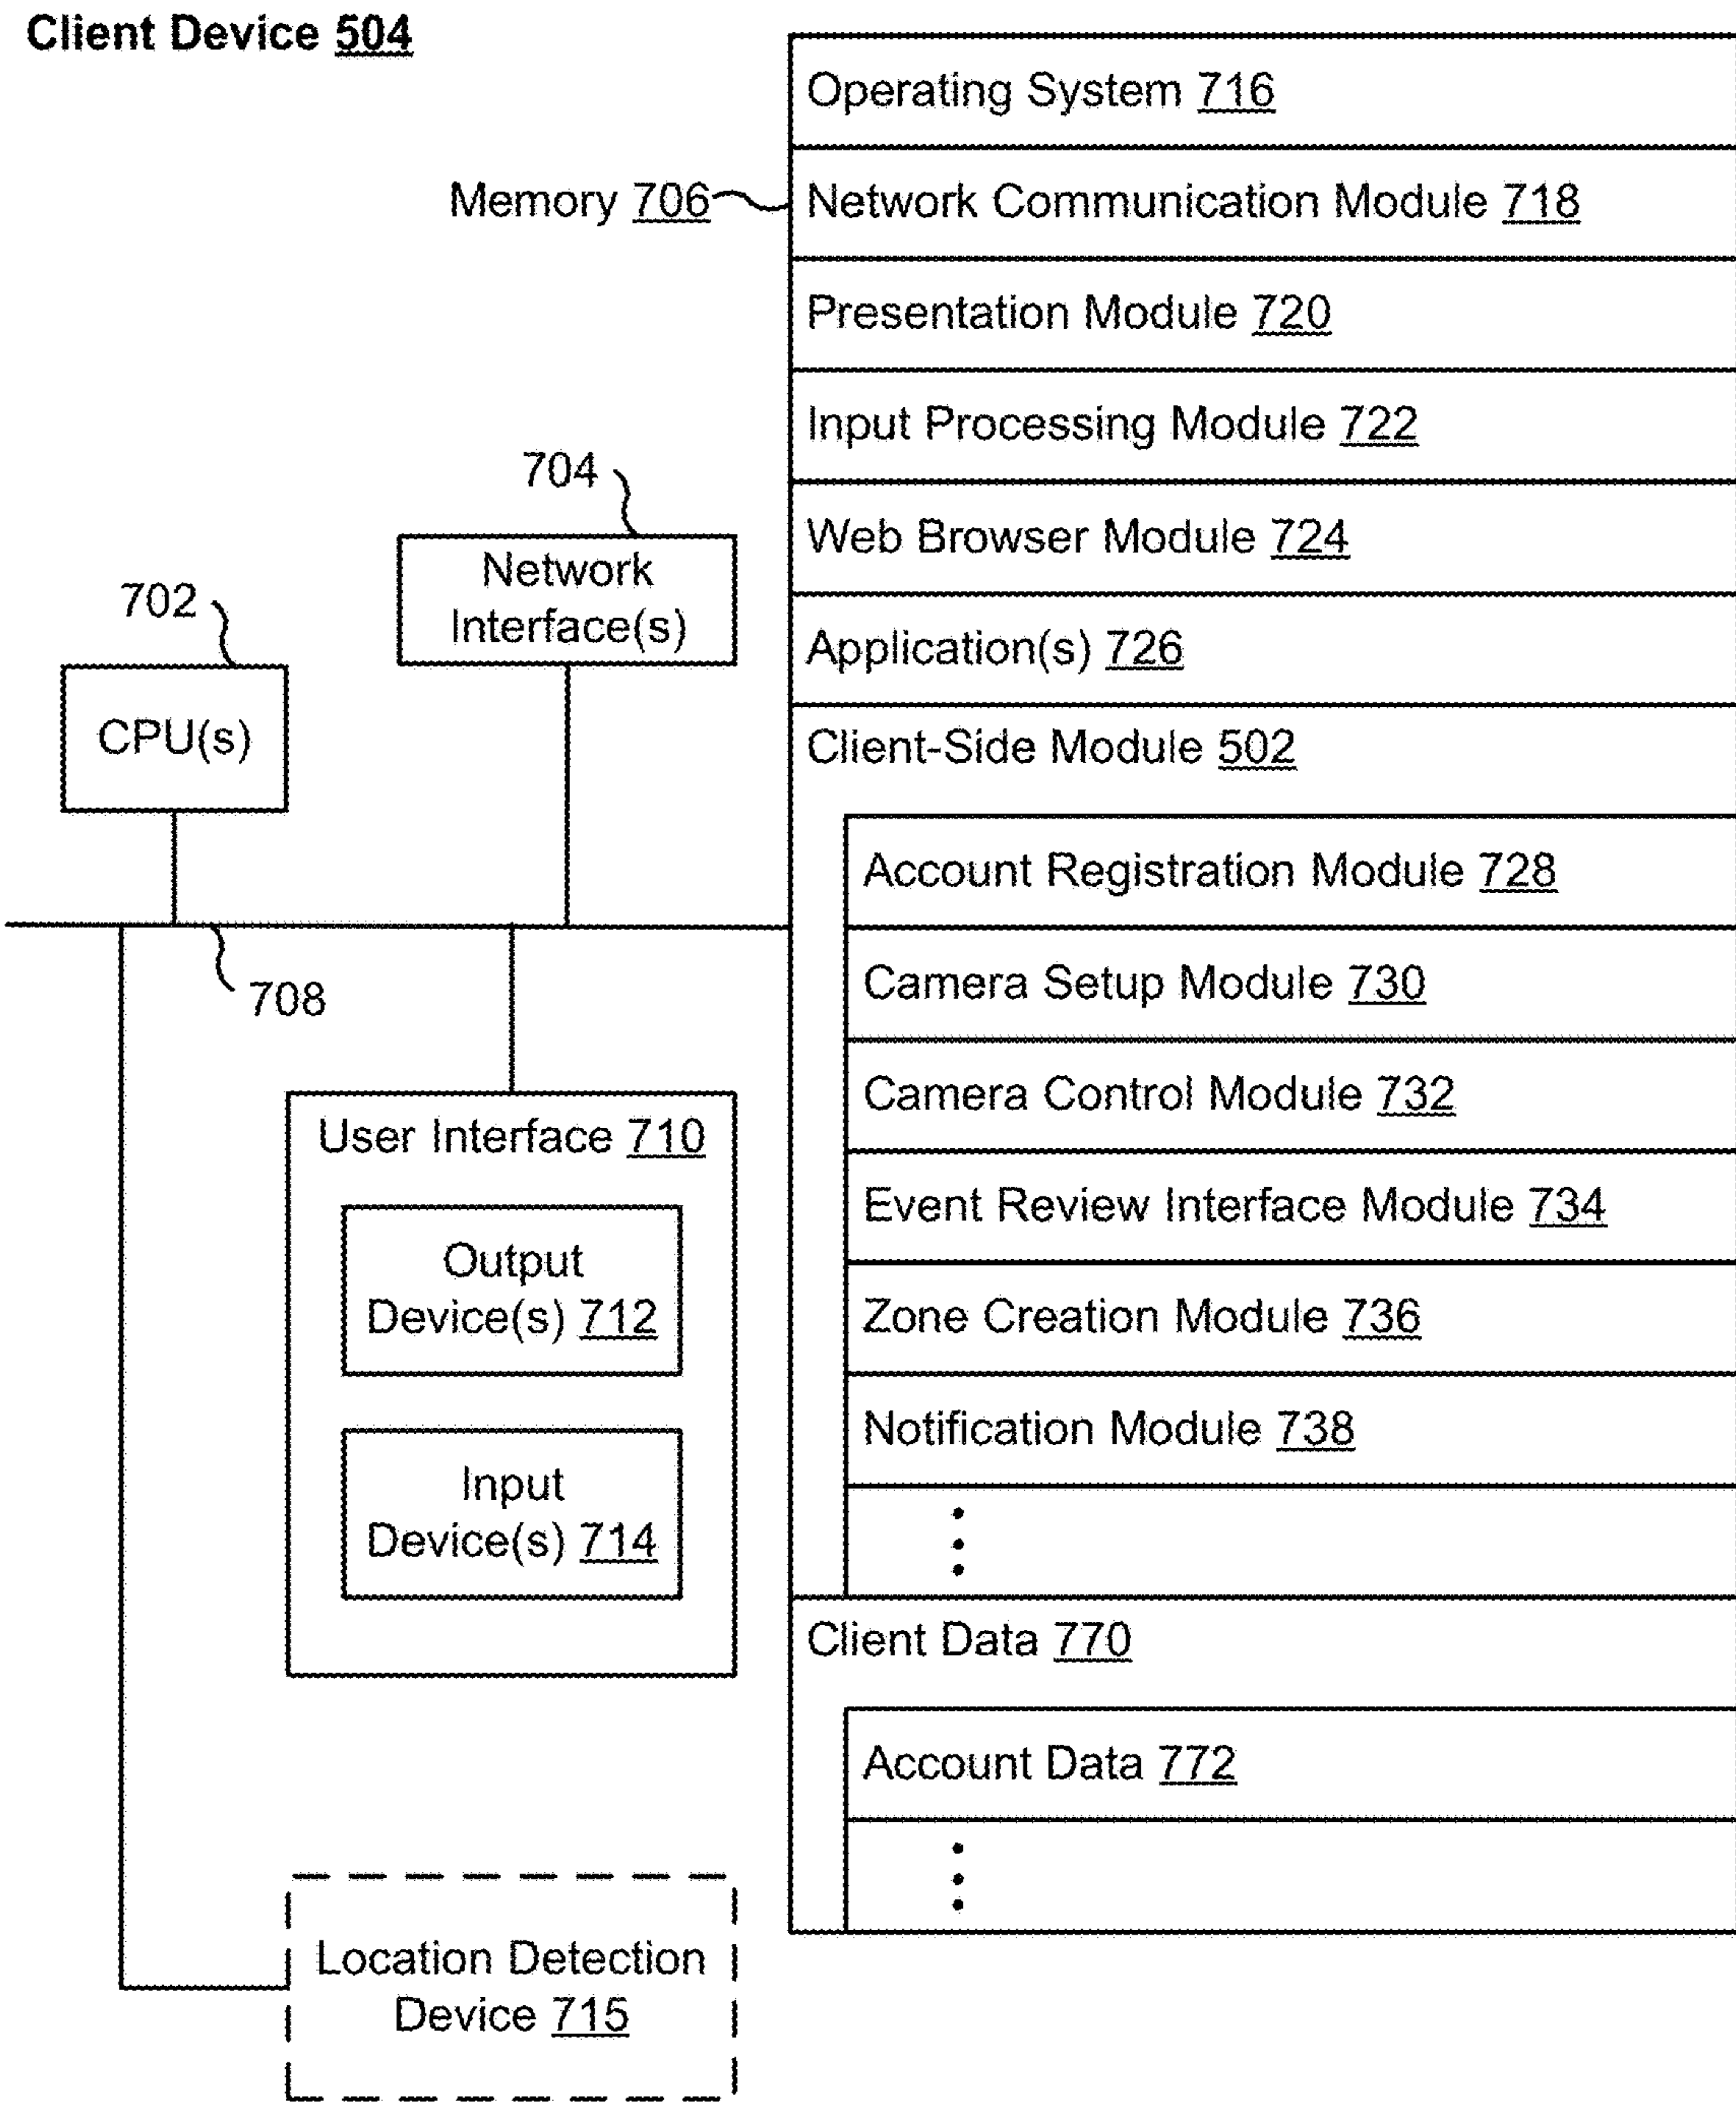 Client Device 504
Operating System 716
Memory 706
Network Communication Module 718
Presentation Module 720
Input Processing Module 722
704
Web Browser Module 724
Network
Interface(s)
702
Application(s) 726
CPU(s)
Client-Side Module 502
Account Registration Module 728
708
Camera Setup Module 730
Camera Control Module 732
User Interface 710
Event Review Interface Module 734
Output
Device(s) 712
Zone Creation Module 736
Notification Module 738
Input
Device(s) 714
Client Data 770
Account Data 772
Location Detection
Device 715